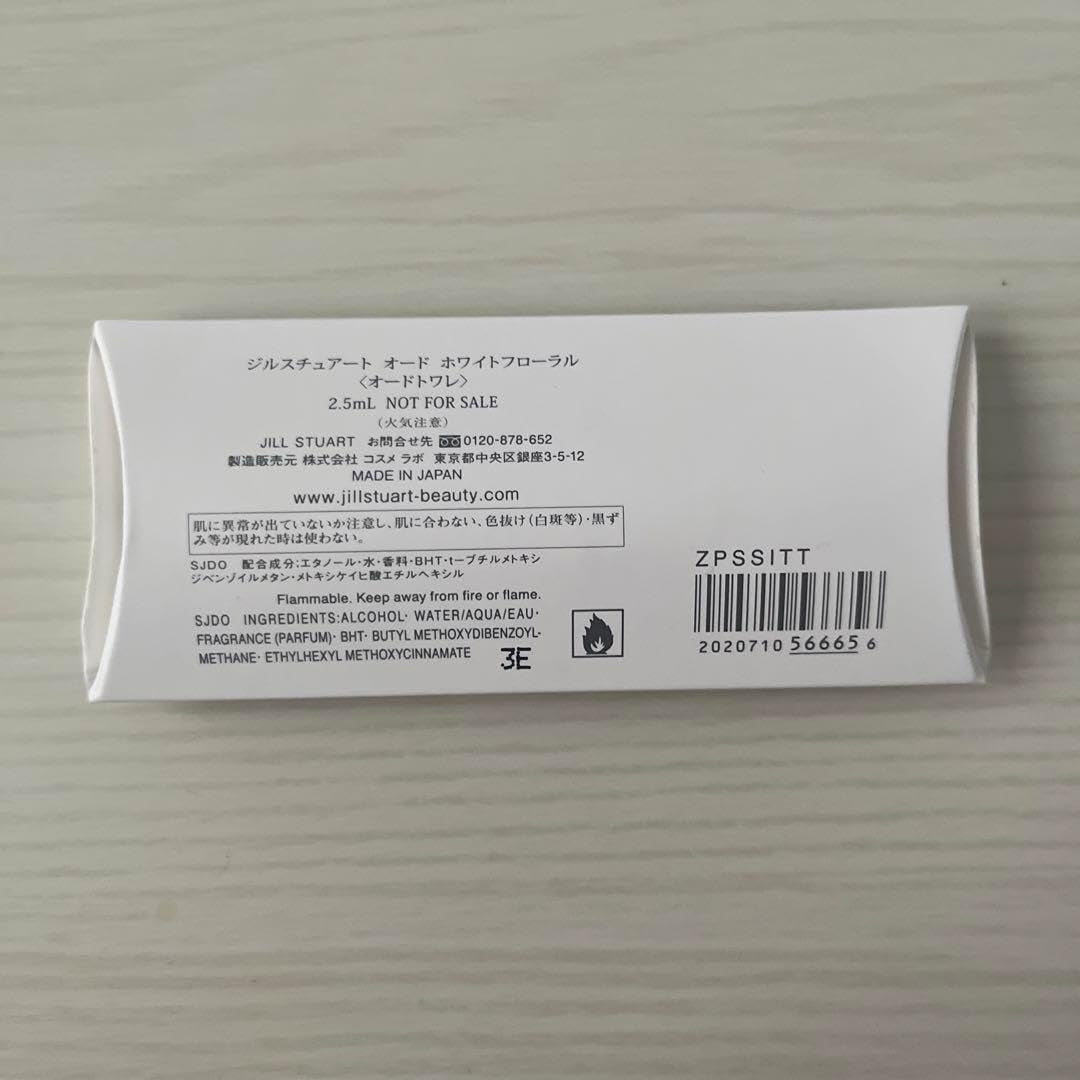 ジルスチュアート オード ホワイトフローラル
〈オードトワレ〉
2.5mL NOT FOR SALE
(火気注意)
JILL STUART お問合せ先 0120-878-652
製造販売元 株式会社 コスメ ラボ 東京都中央区銀座3-5-12
MADE IN JAPAN
www.jillstuart-beauty.com
肌に異常が出ていないか注意し、肌に合わない、色抜け(白斑等)・黒ず
み等が現れた時は使わない。
SJDO 配合成分:エタノール・水・香料・BHT・t-ブチルメトキシ
ジベンゾイルメタン・メトキシケイヒ酸エチルヘキシル
Flammable. Keep away from fire or flame.
SJDO INGREDIENTS:ALCOHOL· WATER/AQUA/EAU·
FRAGRANCE (PARFUM)· BHT· BUTYL METHOXYDIBENZOYL-
METHANE· ETHYLHEXYL METHOXYCINNAMATE
3E
ZPSSITT
2020710 56665 6